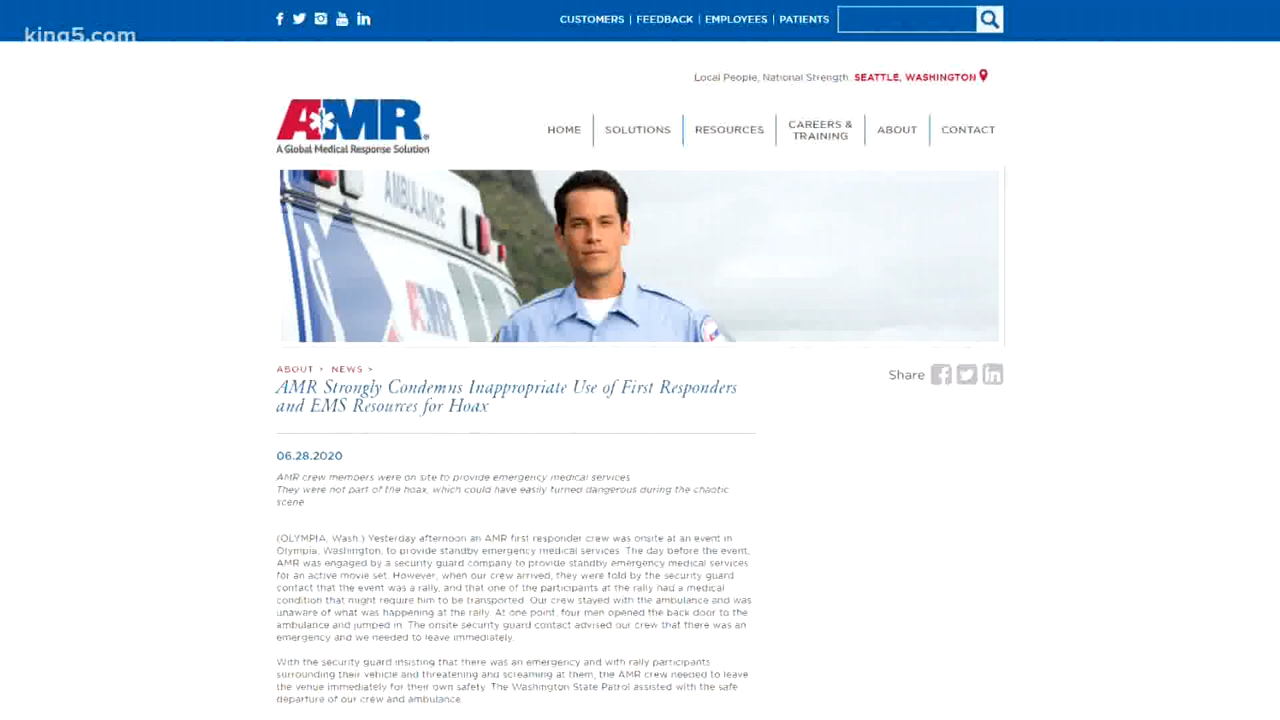 king5.com
CUSTOMERS | FEEDBACK | EMPLOYEES | PATIENTS
Local People, National Strength. SEATTLE, WASHINGTON
AMR
A Global Medical Response Solution
HOME
SOLUTIONS
RESOURCES
CAREERS &
TRAINING
ABOUT
CONTACT
AMBULANCE
AMR
ABOUT > NEWS >
Share
AMR Strongly Condemns Inappropriate Use of First Responders
and EMS Resources for Hoax
06.28.2020
AMR crew members were on site to provide emergency medical services
They were not part of the hoax, which could have easily turned dangerous during the chaotic
scene
(OLYMPIA, Wash.) Yesterday afternoon an AMR first responder crew was onsite at an event in
Olympia, Washington, to provide standby emergency medical services. The day before the event,
AMR was engaged by a security guard company to provide standby emergency medical services
for an active movie set. However, when our crew arrived, they were told by the security guard
contact that the event was a rally, and that one of the participants at the rally had a medical
condition that might require him to be transported. Our crew stayed with the ambulance and was
unaware of what was happening at the rally. At one point, four men opened the back door to the
ambulance and jumped in. The onsite security guard contact advised our crew that there was an
emergency and we needed to leave immediately.
With the security guard insisting that there was an emergency and with rally participants
surrounding their vehicle and threatening and screaming at them, the AMR crew needed to leave
the venue immediately for their own safety. The Washington State Patrol assisted with the safe
departure of our crew and ambulance.